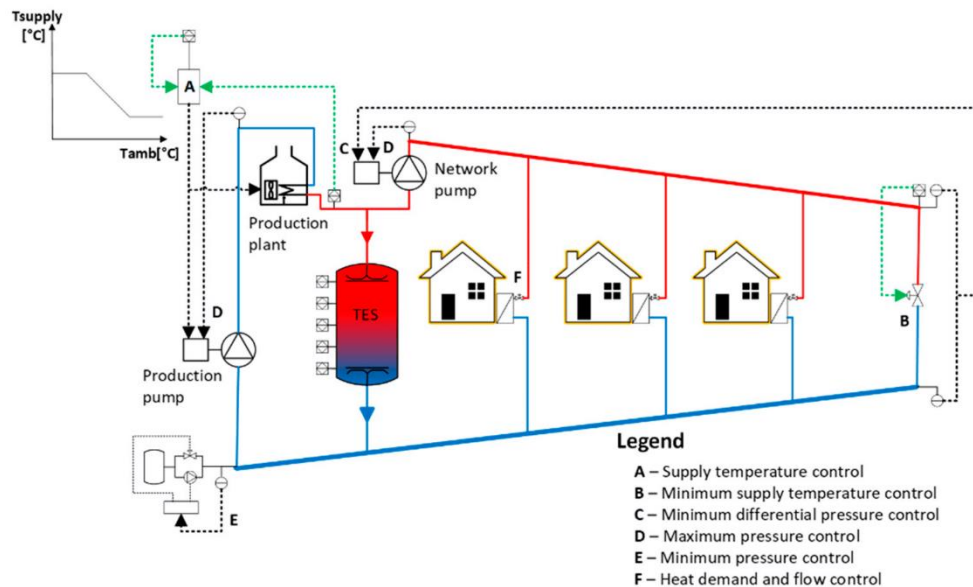 Tsupply
[°C]
A
Tamb[°C]
C
D
Network
pump
Production
plant
F
TES
D
B
Production
pump
E
Legend
A – Supply temperature control
B – Minimum supply temperature control
C – Minimum differential pressure control
D – Maximum pressure control
E – Minimum pressure control
F – Heat demand and flow control